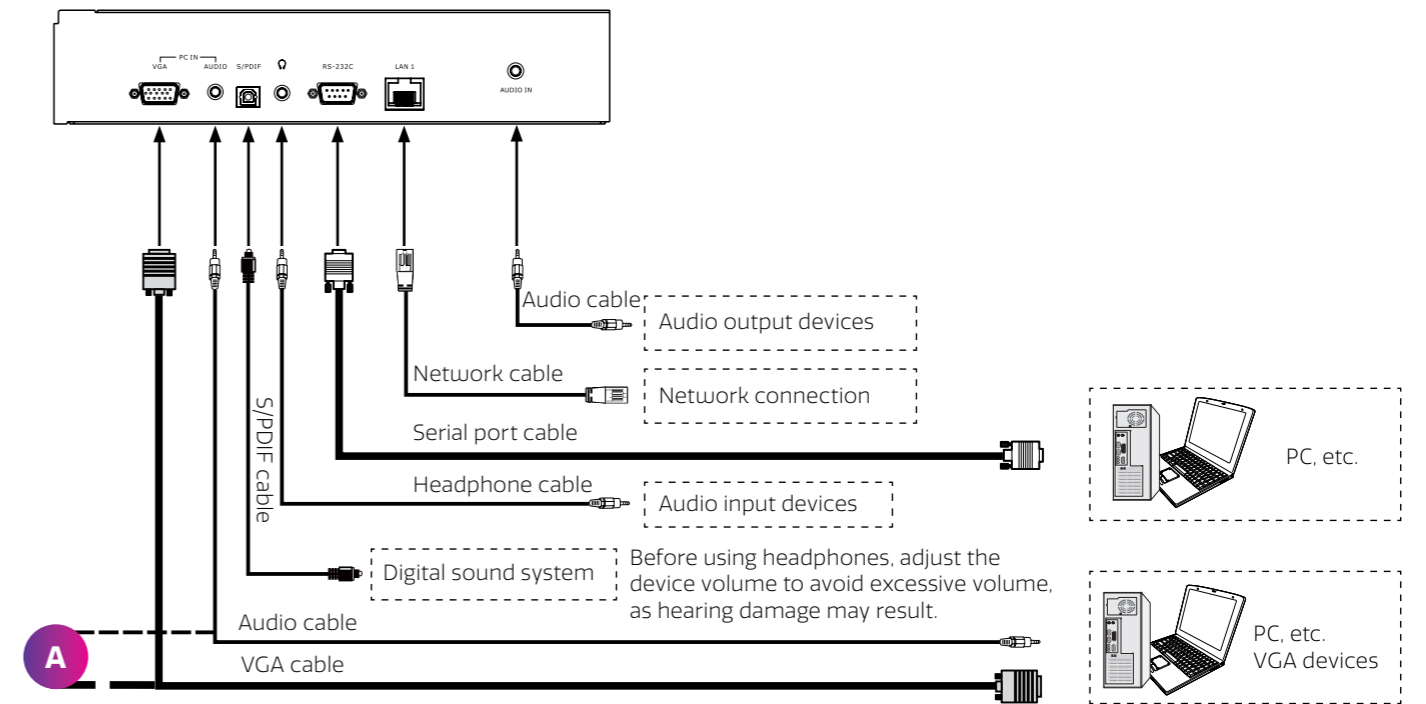 PC IN
VGA AUDIO S/PDIF RS-232C LAN 1
AUDIO IN
Audio cable
Audio output devices
Network cable
Network connection
S/PDIF cable
Serial port cable
PC, etc.
Headphone cable
Audio input devices
Digital sound system
Before using headphones, adjust the
device volume to avoid excessive volume,
as hearing damage may result.
Audio cable
A
VGA cable
PC, etc.
VGA devices